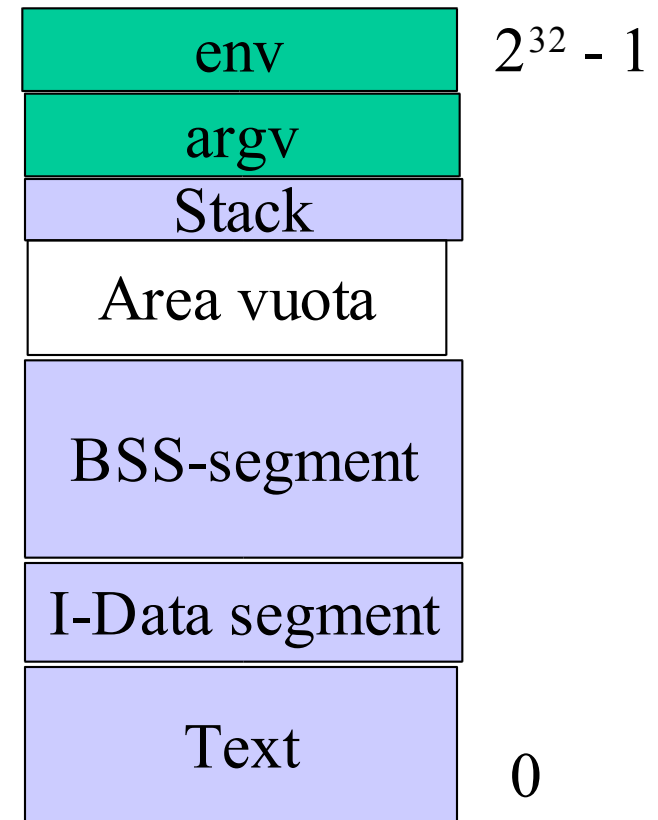 env 2³² - 1
argv
Stack
Area vuota
BSS-segment
I-Data segment
Text
0